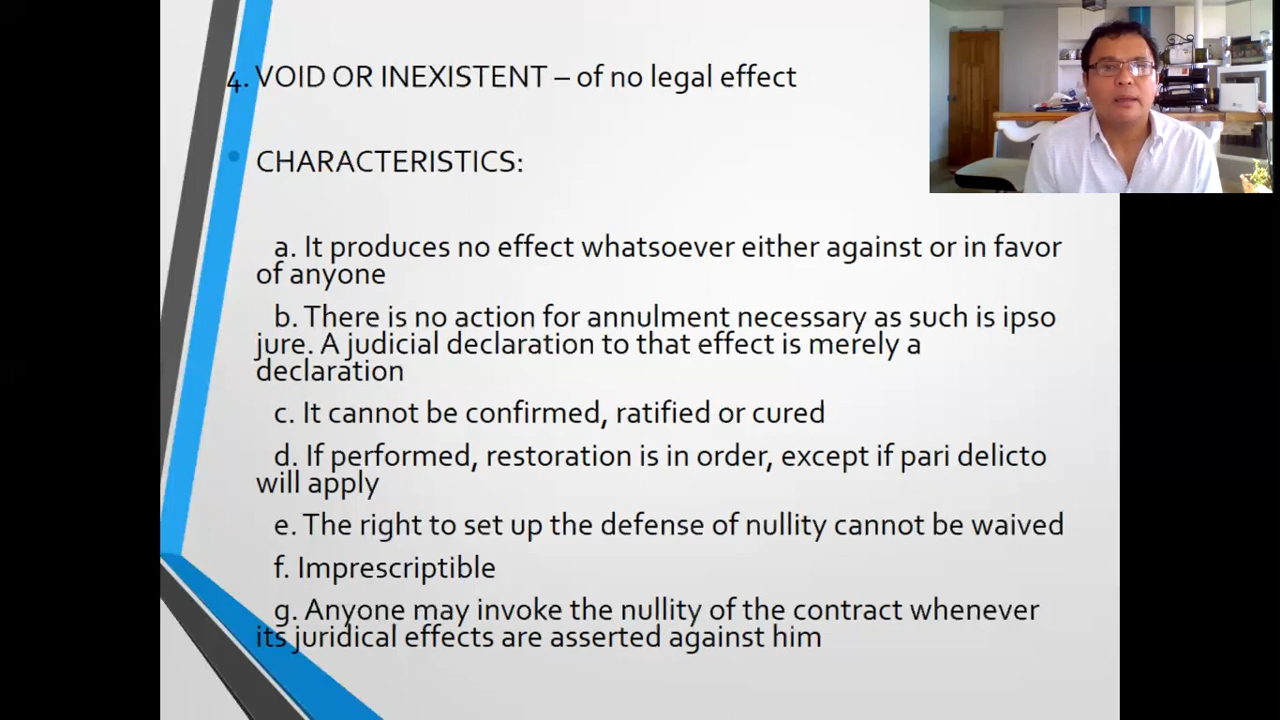 4. VOID OR INEXISTENT – of no legal effect
CHARACTERISTICS:
a. It produces no effect whatsoever either against or in favor
of anyone
b. There is no action for annulment necessary as such is ipso
jure. A judicial declaration to that effect is merely a
declaration
c. It cannot be confirmed, ratified or cured
d. If performed, restoration is in order, except if pari delicto
will apply
e. The right to set up the defense of nullity cannot be waived
f. Imprescriptible
g. Anyone may invoke the nullity of the contract whenever
its juridical effects are asserted against him